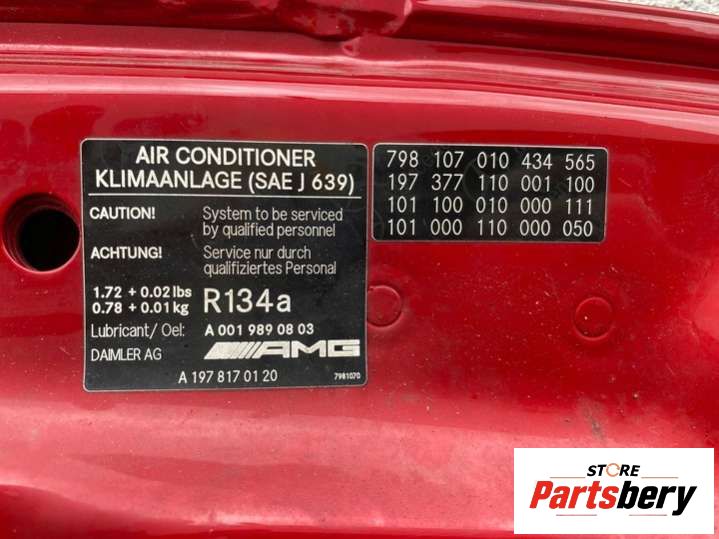 AIR CONDITIONER
KLIMAANLAGE (SAE J 639)
CAUTION! System to be serviced
by qualified personnel
ACHTUNG! Service nur durch
qualifiziertes Personal
1.72 + 0.02 lbs
0.78 + 0.01 kg
R134a
Lubricant/Oel: A 001 989 08 03
DAIMLER AG AMG
A 197 817 01 20 7981070
798 107 010 434 565
197 377 110 001 100
101 100 010 000 111
101 000 110 000 050
STORE
Partsbery